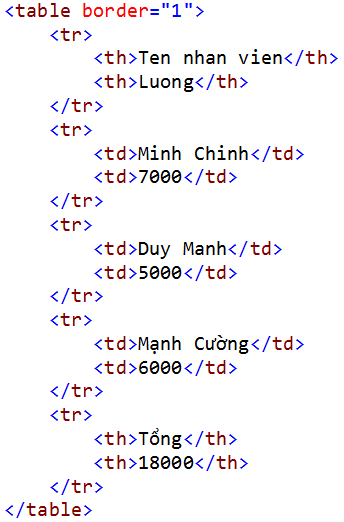 <table border="1">
    <tr>
        <th>Ten nhan vien</th>
        <th>Luong</th>
    </tr>
    <tr>
        <td>Minh Chinh</td>
        <td>7000</td>
    </tr>
    <tr>
        <td>Duy Manh</td>
        <td>5000</td>
    </tr>
    <tr>
        <td>Mạnh Cường</td>
        <td>6000</td>
    </tr>
    <tr>
        <th>Tổng</th>
        <th>18000</th>
    </tr>
</table>